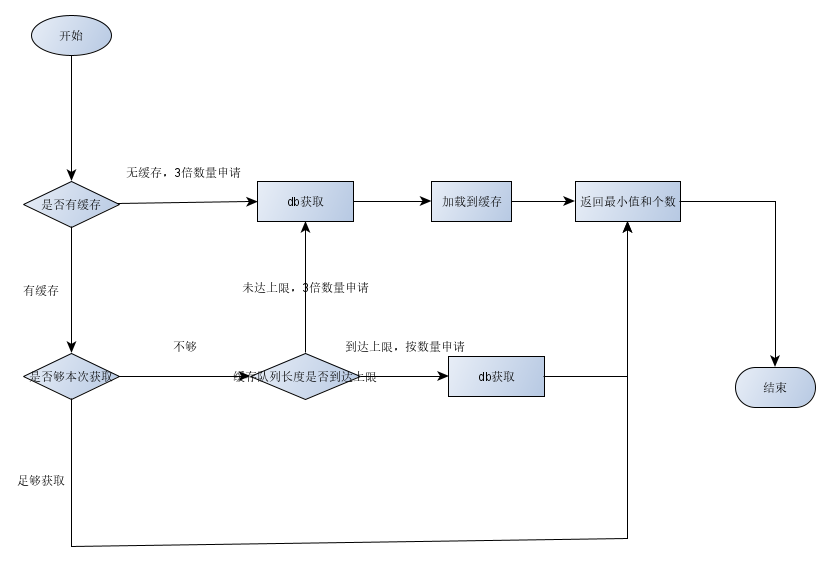 开始
无缓存，3倍数量申请
是否有缓存
db获取
加载到缓存
返回最小值和个数
有缓存
未达上限，3倍数量申请
不够
到达上限，按数量申请
是否够本次获取
缓存队列长度是否到达上限
db获取
结束
足够获取